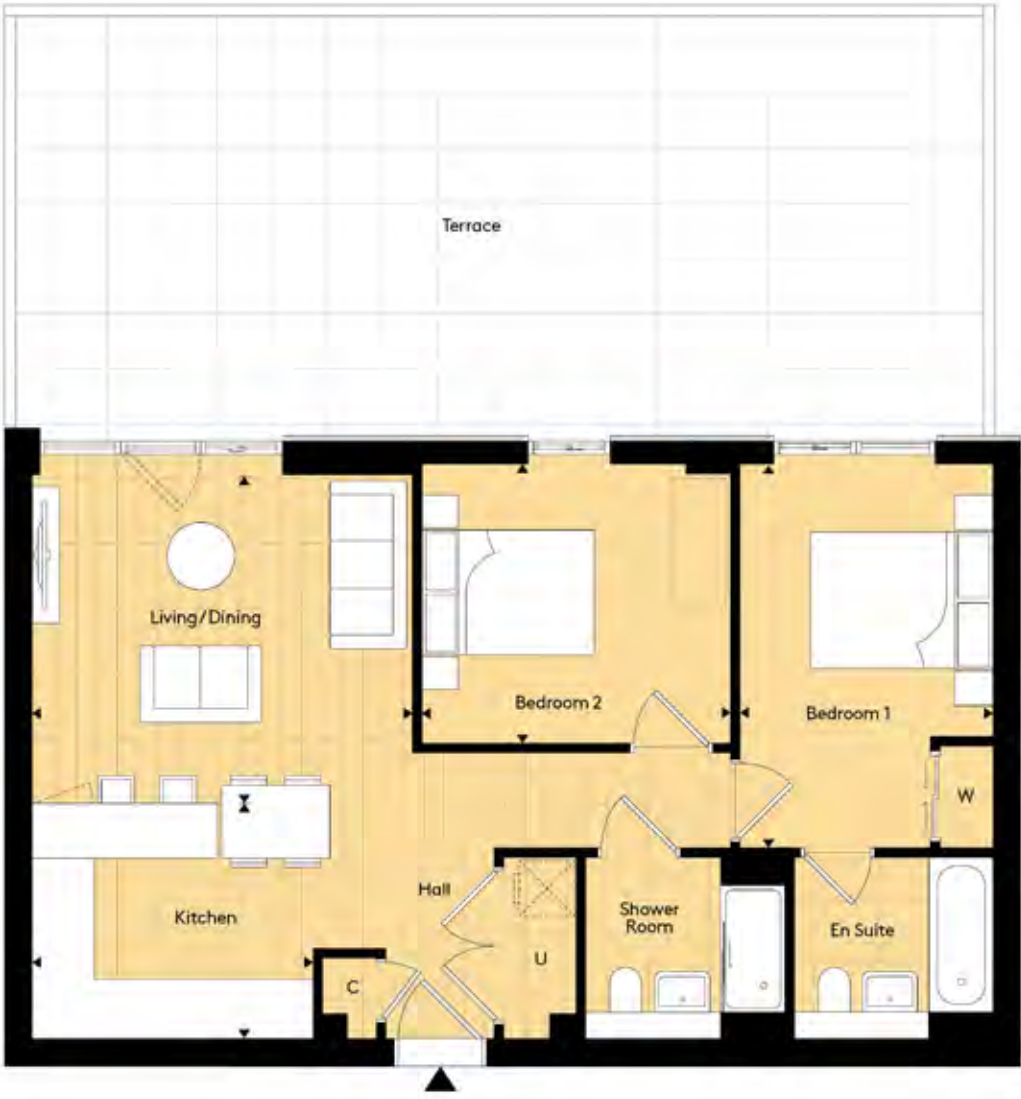 Terrace
Living/Dining
Bedroom 2
Bedroom 1
W
Hall
Kitchen
Shower
Room
En Suite
U
C